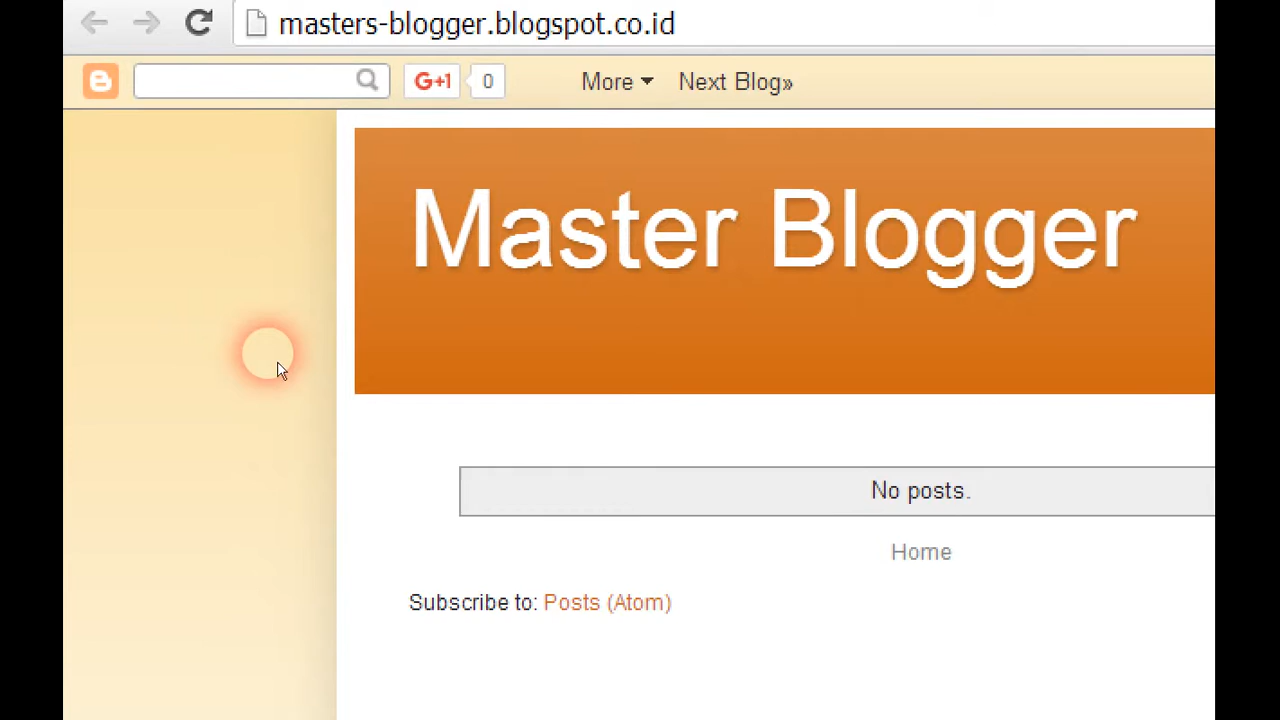 masters-blogger.blogspot.co.id
G+1 0 More Next Blog»
Master Blogger
No posts.
Home
Subscribe to: Posts (Atom)